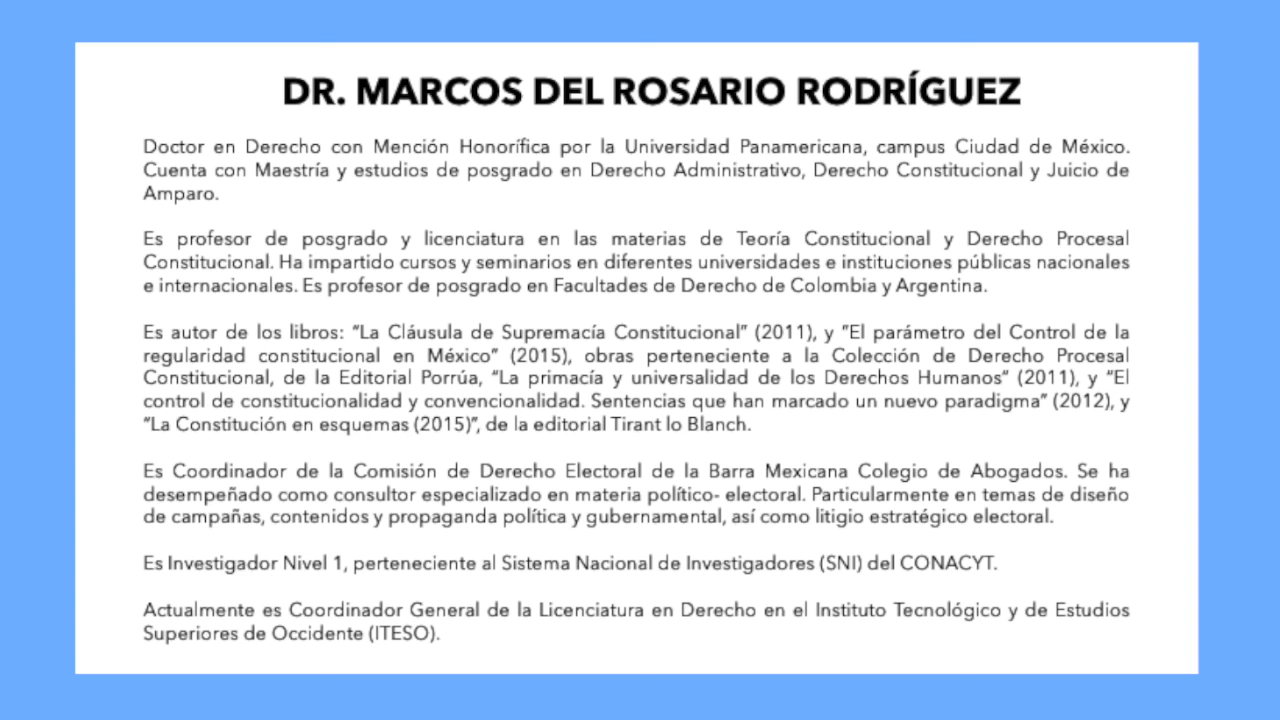 DR. MARCOS DEL ROSARIO RODRÍGUEZ
Doctor en Derecho con Mención Honorífica por la Universidad Panamericana, campus Ciudad de México.
Cuenta con Maestría y estudios de posgrado en Derecho Administrativo, Derecho Constitucional y Juicio de
Amparo.
Es profesor de posgrado y licenciatura en las materias de Teoría Constitucional y Derecho Procesal
Constitucional. Ha impartido cursos y seminarios en diferentes universidades e instituciones públicas nacionales
e internacionales. Es profesor de posgrado en Facultades de Derecho de Colombia y Argentina.
Es autor de los libros: “La Cláusula de Supremacía Constitucional” (2011), y “El parámetro del Control de la
regularidad constitucional en México” (2015), obras perteneciente a la Colección de Derecho Procesal
Constitucional, de la Editorial Porrúa, “La primacía y universalidad de los Derechos Humanos” (2011), y “El
control de constitucionalidad y convencionalidad. Sentencias que han marcado un nuevo paradigma” (2012), y
“La Constitución en esquemas (2015)”, de la editorial Tirant lo Blanch.
Es Coordinador de la Comisión de Derecho Electoral de la Barra Mexicana Colegio de Abogados. Se ha
desempeñado como consultor especializado en materia político- electoral. Particularmente en temas de diseño
de campañas, contenidos y propaganda política y gubernamental, así como litigio estratégico electoral.
Es Investigador Nivel 1, perteneciente al Sistema Nacional de Investigadores (SNI) del CONACYT.
Actualmente es Coordinador General de la Licenciatura en Derecho en el Instituto Tecnológico y de Estudios
Superiores de Occidente (ITESO).